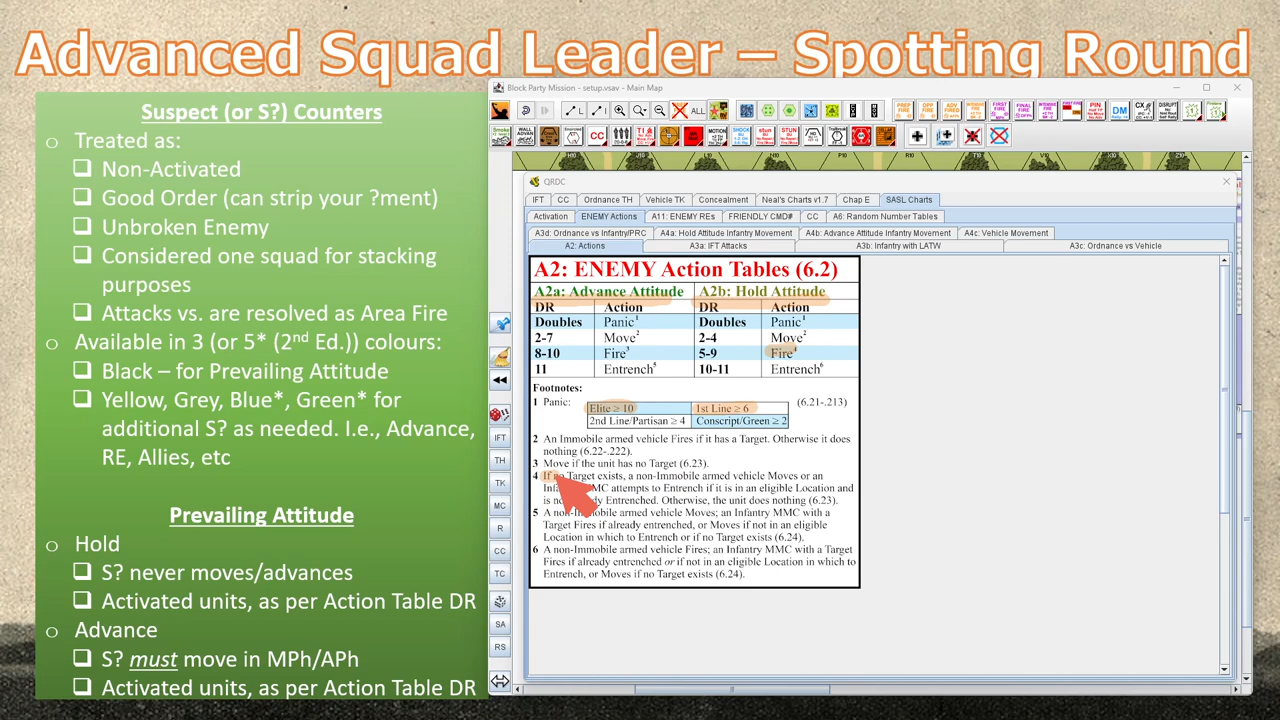 Advanced Squad Leader – Spotting Round
Suspect (or S?) Counters
Treated as:
Non-Activated
Good Order (can strip your ?ment)
Unbroken Enemy
Considered one squad for stacking
purposes
Attacks vs. are resolved as Area Fire
Available in 3 (or 5* (2nd Ed.)) colours:
Black – for Prevailing Attitude
Yellow, Grey, Blue*, Green* for
additional S? as needed. I.e., Advance,
RE, Allies, etc
Prevailing Attitude
Hold
S? never moves/advances
Activated units, as per Action Table DR
Advance
S? must move in MPh/APh
Activated units, as per Action Table DR
Block Party Mission - setup.vsav - Main Map
L I ALL
CC DM
QRDC
IFT CC Ordnance TH Vehicle TK Concealment Neal's Charts v1.7 Chap E SASL Charts
Activation ENEMY Actions A11: ENEMY REs FRIENDLY CMD# CC A6: Random Number Tables
A3d: Ordnance vs Infantry/PRC A4a: Hold Attitude Infantry Movement A4b: Advance Attitude Infantry Movement A4c: Vehicle Movement
A2: Actions A3a: IFT Attacks A3b: Infantry with LATW A3c: Ordnance vs Vehicle
A2: ENEMY Action Tables (6.2)
A2a: Advance Attitude A2b: Hold Attitude
DR Action DR Action
Doubles Panic1 Doubles Panic1
2-7 Move2 2-4 Move2
8-10 Fire3 5-9 Fire4
11 Entrench5 10-11 Entrench6
Footnotes:
1 Panic: Elite ≥ 10 1st Line ≥ 6 (6.21-.213)
2nd Line/Partisan ≥ 4 Conscript/Green ≥ 2
2 An Immobile armed vehicle Fires if it has a Target. Otherwise it does
nothing (6.22-.222).
3 Move if the unit has no Target (6.23).
4 If no Target exists, a non-Immobile armed vehicle Moves or an
MMC attempts to Entrench if it is in an eligible Location and
is Entrenched. Otherwise, the unit does nothing (6.23).
5 A armed vehicle Moves; an Infantry MMC with a
Target Fires if already entrenched, or Moves if not in an eligible
Location in which to Entrench or if no Target exists (6.24).
6 A non-Immobile armed vehicle Fires; an Infantry MMC with a Target
Fires if already entrenched or if not in an eligible Location in which to
Entrench, or Moves if no Target exists (6.24).
IFT
TH
TK
MC
R
CC
TC
SA
RS